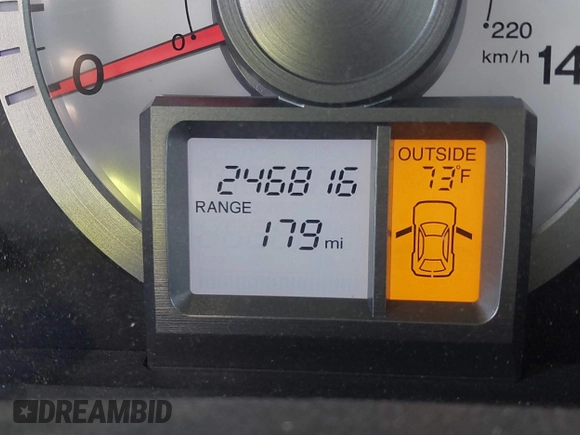 0
0
220
km/h
14
246816
RANGE
179 mi
OUTSIDE
73°F
DREAMBID